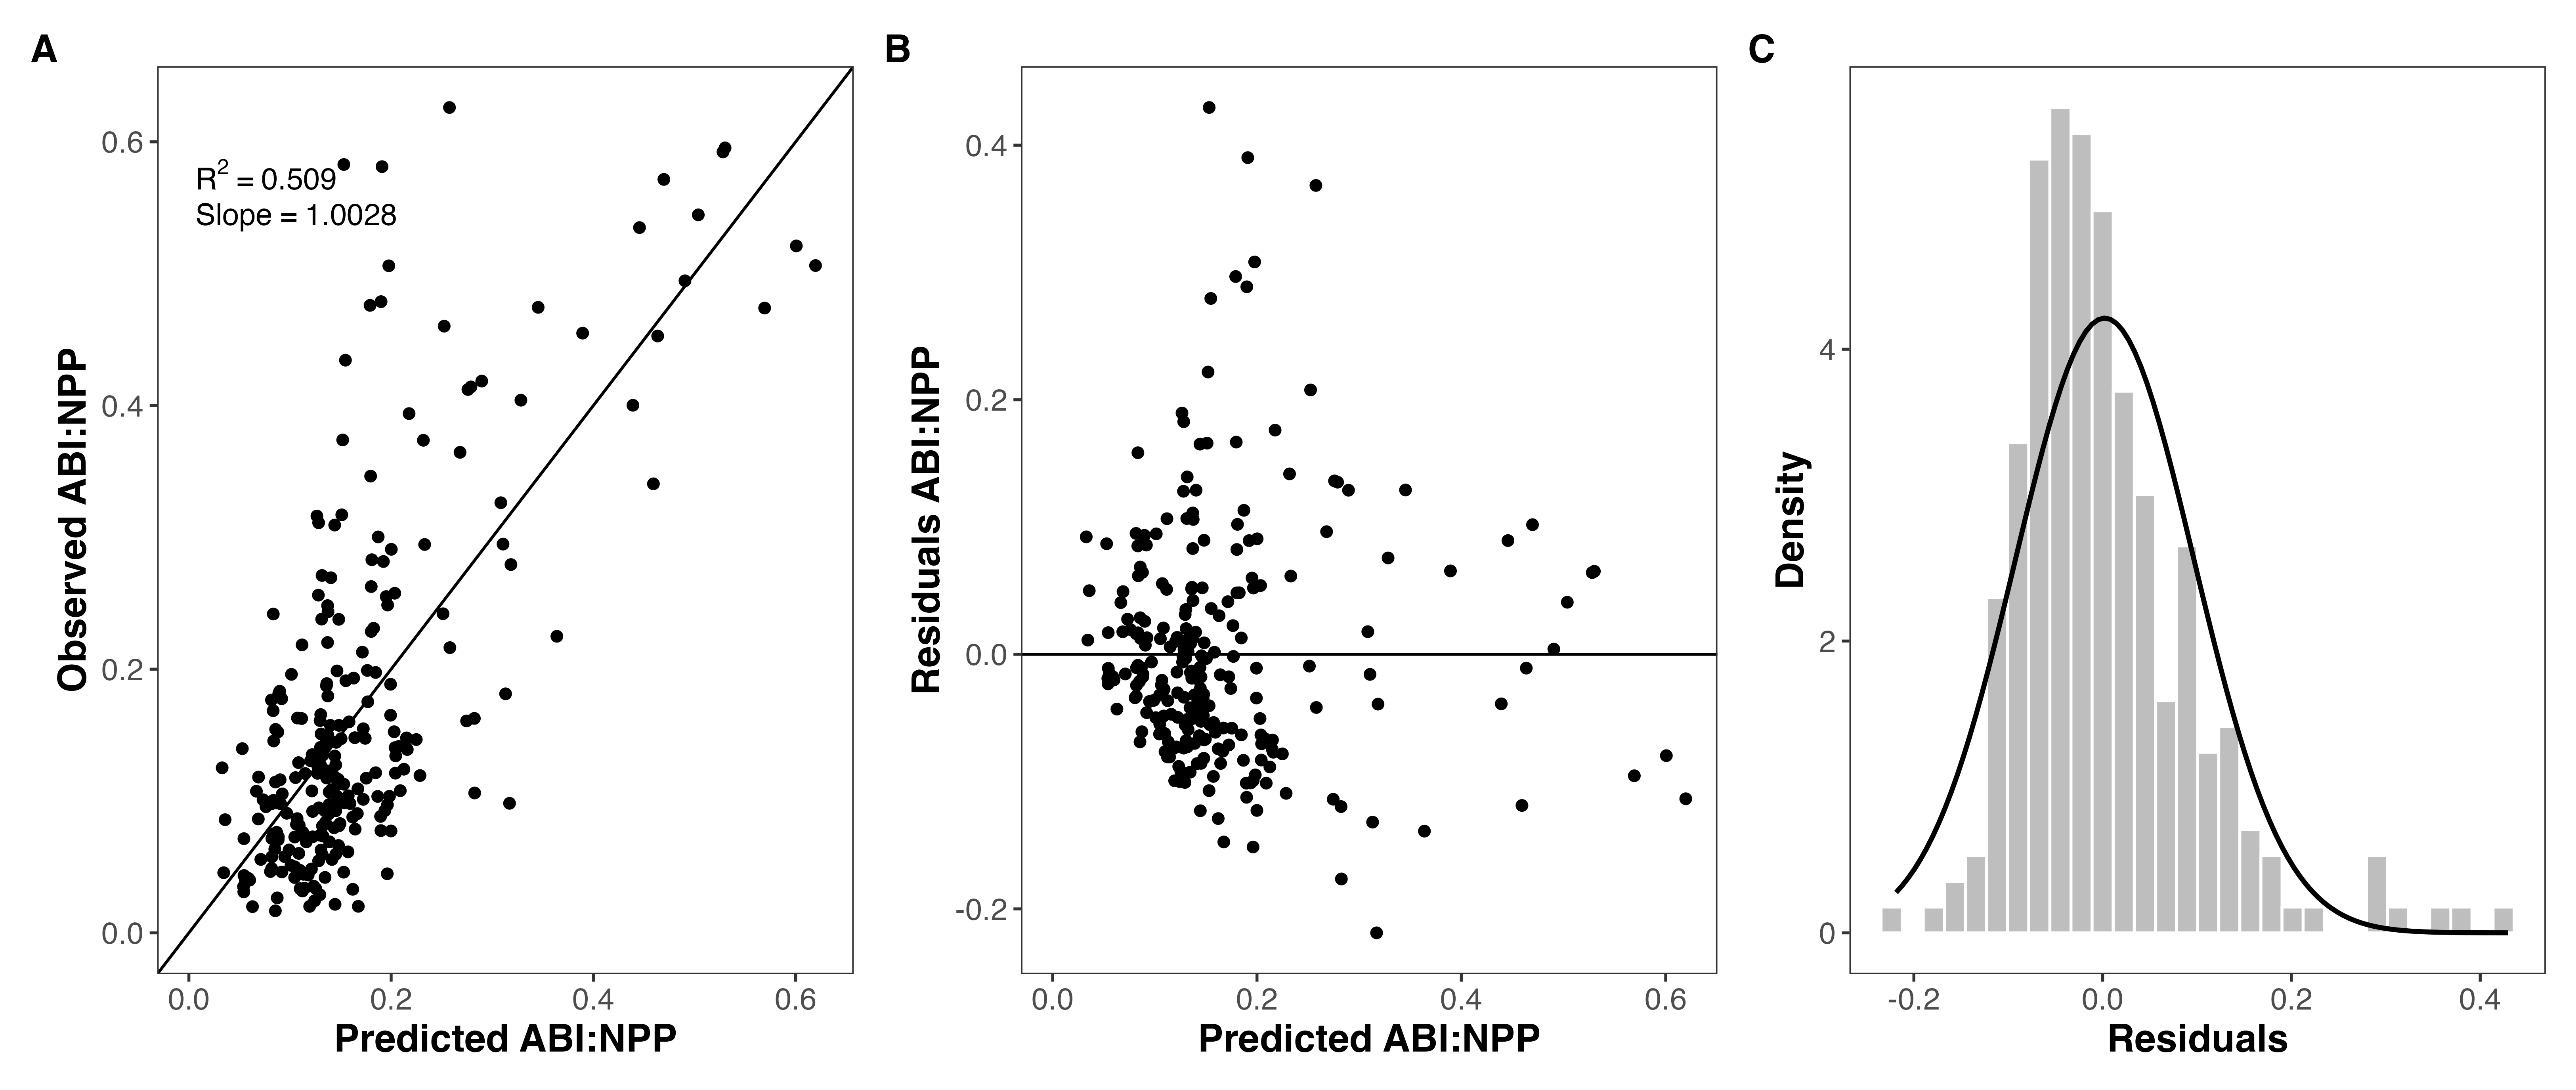 A
R² = 0.509
Slope = 1.0028
0.6
0.4
0.2
0.0
0.0 0.2 0.4 0.6
Observed ABI:NPP
Predicted ABI:NPP
B
0.4
0.2
0.0
-0.2
0.0 0.2 0.4 0.6
Residuals ABI:NPP
Predicted ABI:NPP
C
4
2
0
-0.2 0.0 0.2 0.4
Density
Residuals